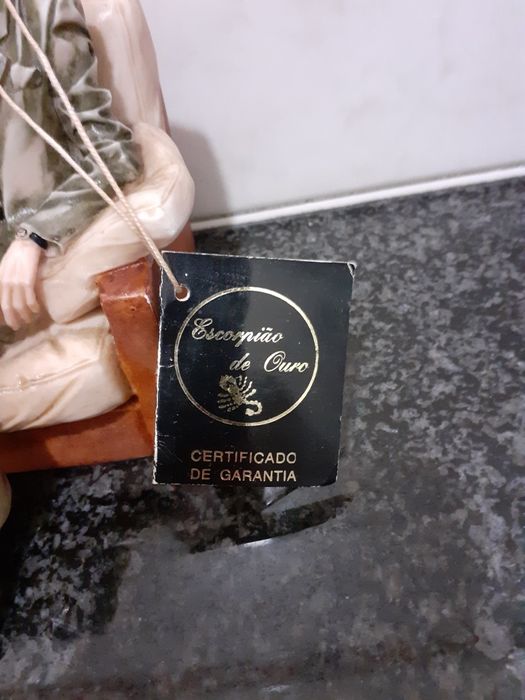 Escorpião
de Ouro
CERTIFICADO
DE GARANTIA